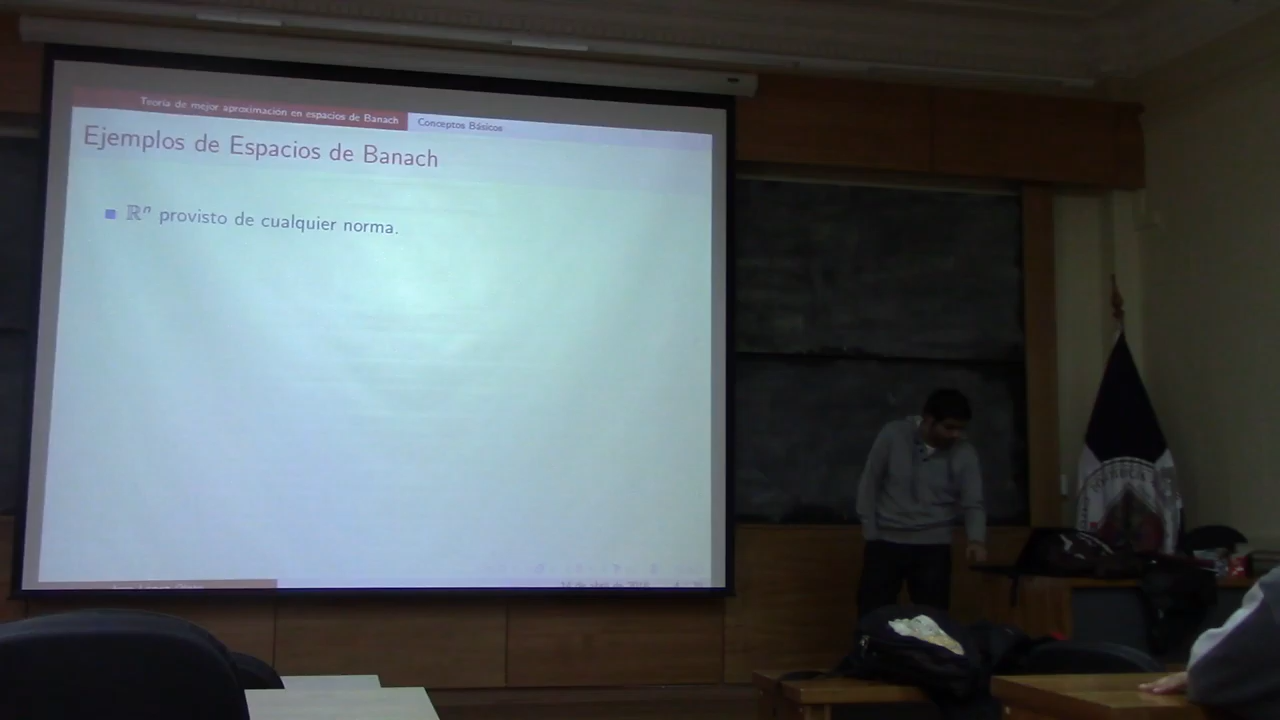 Teoría de mejor aproximación en espacios de Banach
Conceptos Básicos
Ejemplos de Espacios de Banach
ℝⁿ provisto de cualquier norma.